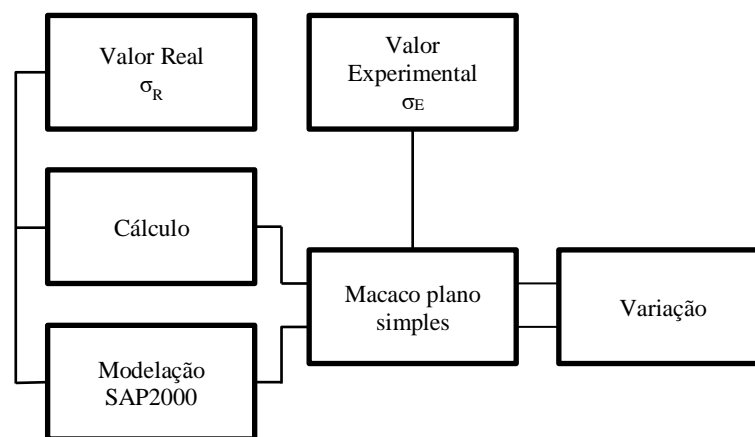 Valor Real
σR
Valor
Experimental
σE
Cálculo
Macaco plano
simples
Variação
Modelação
SAP2000